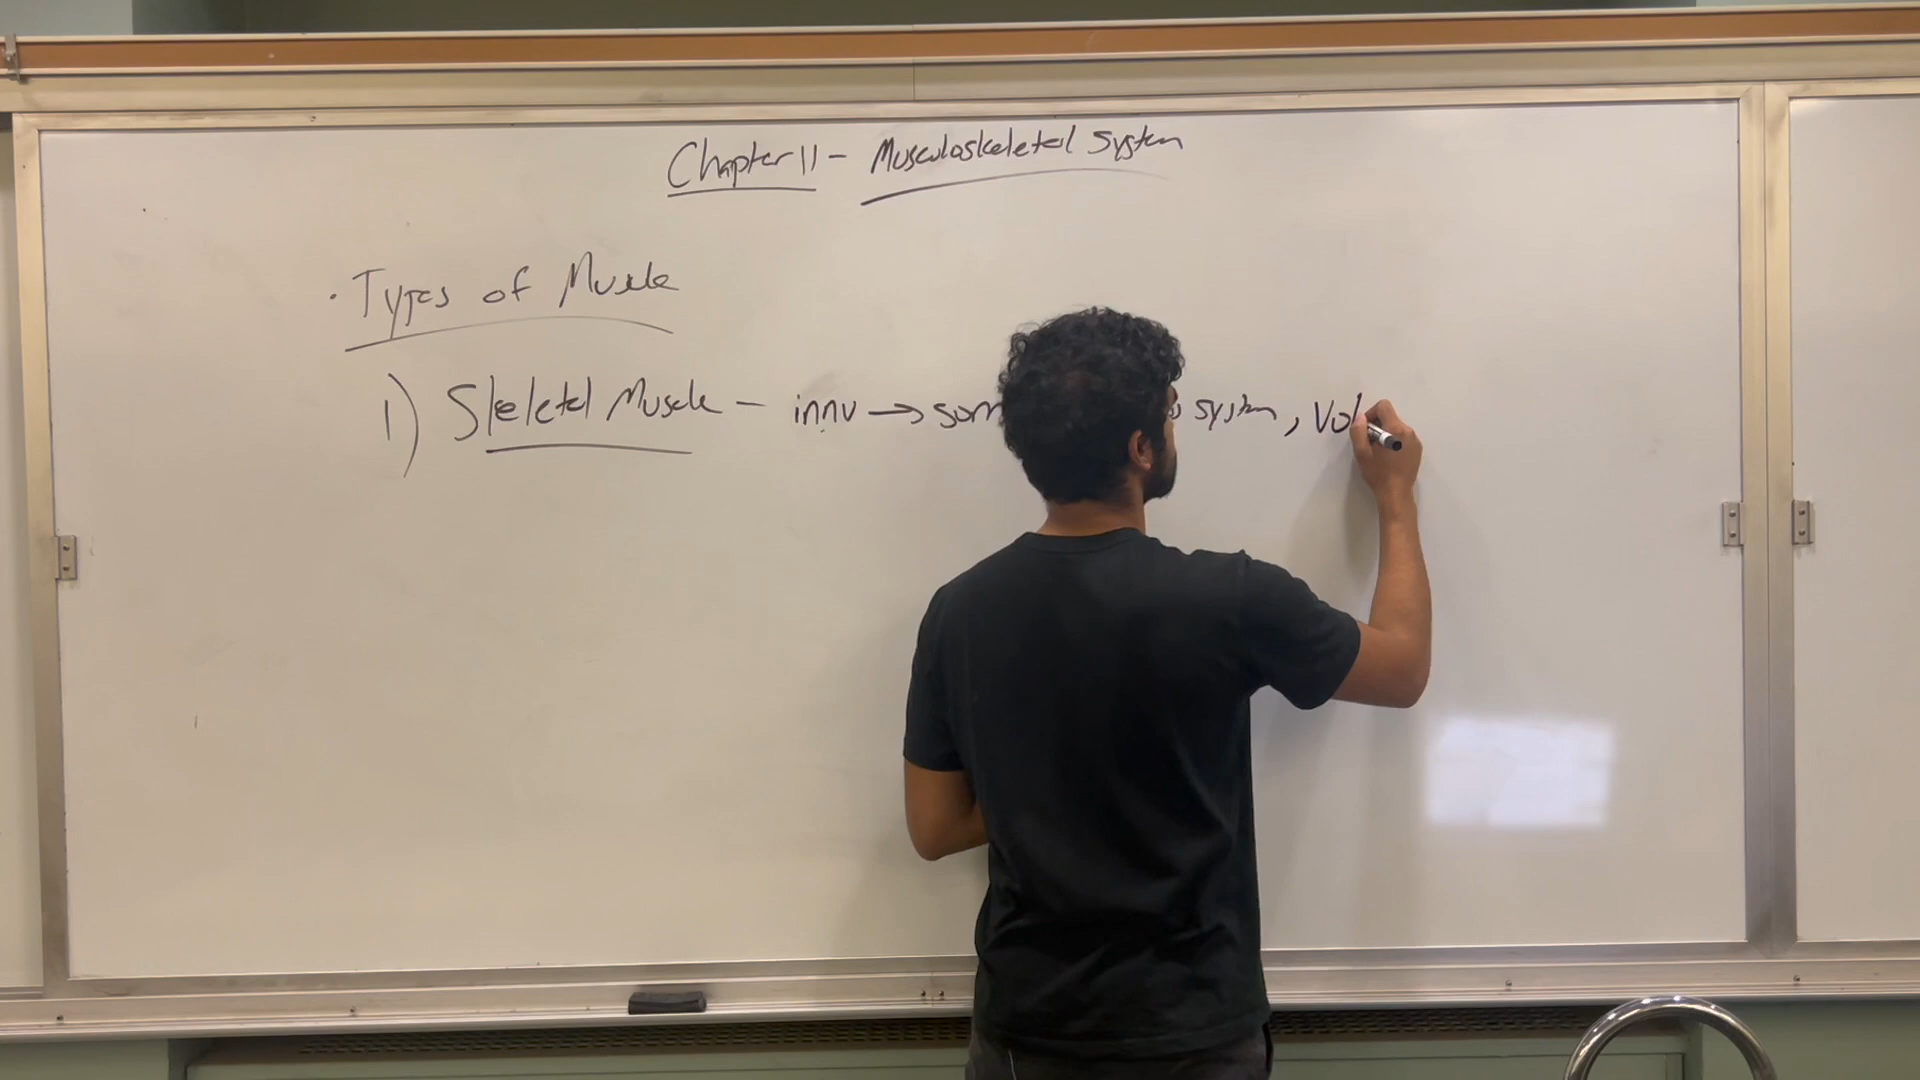 Chapter 11 - Musculoskeletal System
· Types of Muscle
1) Skeletal Muscle - innv → som system, Vol